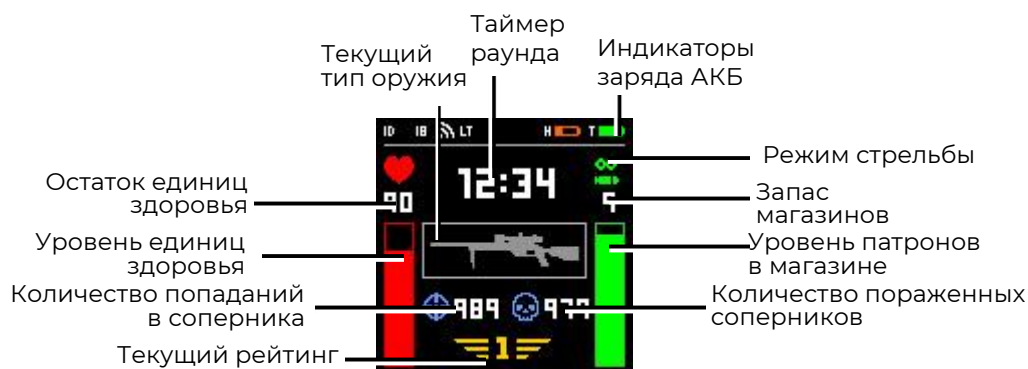 Таймер
раунда
Текущий
тип оружия
Индикаторы
заряда АКБ
ID 18 LT H T
Режим стрельбы
12:34
Остаток единиц
здоровья
90
Запас
магазинов
Уровень единиц
здоровья
Уровень патронов
в магазине
Количество попаданий
в соперника
989
Количество пораженных
соперников
Текущий рейтинг
1